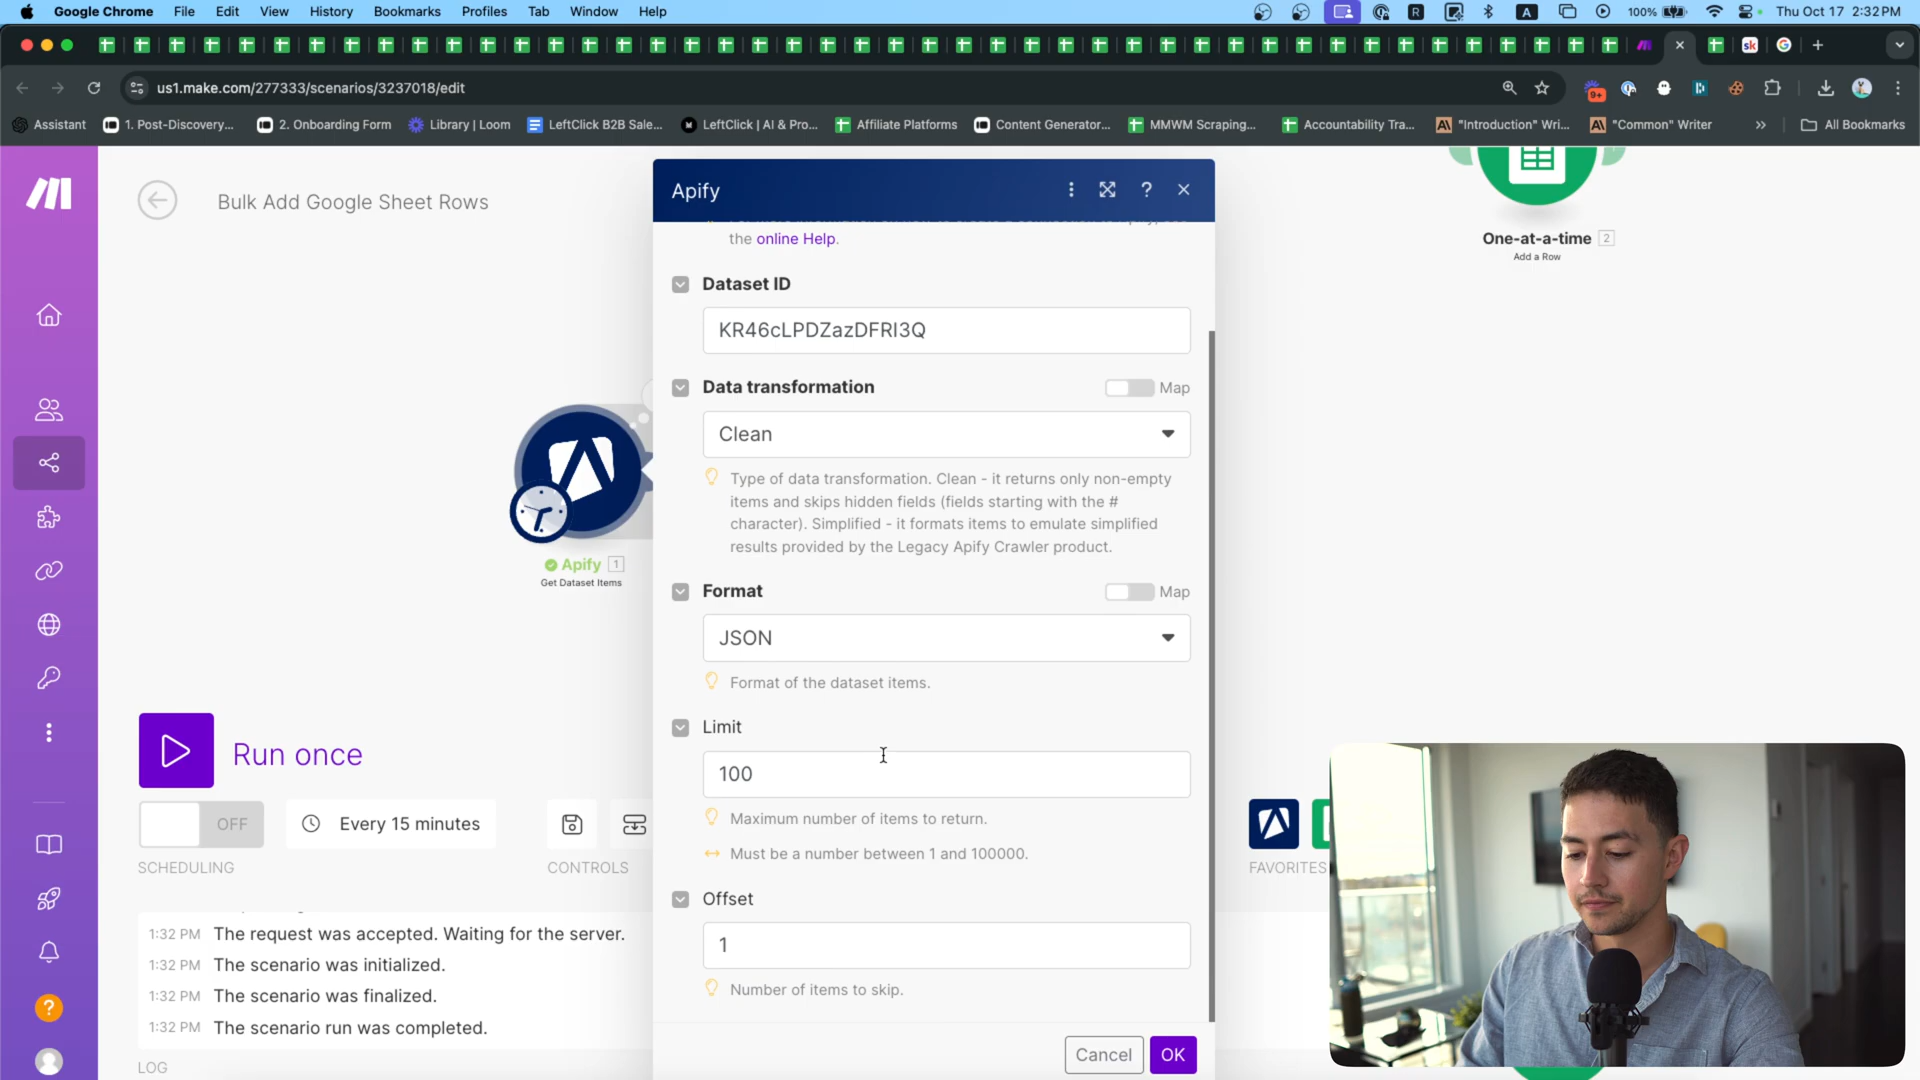 Google Chrome File Edit View History Bookmarks Profiles Tab Window Help
100% Thu Oct 17 2:32 PM
us1.make.com/277333/scenarios/3237018/edit
9+
Assistant 1. Post-Discovery... 2. Onboarding Form Library | Loom LeftClick B2B Sale... LeftClick | AI & Pro... Affiliate Platforms Content Generator... MMWM Scraping... Accountability Tra... "Introduction" Wri... "Common" Writer » All Bookmarks
Bulk Add Google Sheet Rows
Apify
the online Help.
Dataset ID
KR46cLPDZazDFRI3Q
Data transformation Map
Clean
Type of data transformation. Clean - it returns only non-empty
items and skips hidden fields (fields starting with the #
character). Simplified - it formats items to emulate simplified
results provided by the Legacy Apify Crawler product.
Format Map
JSON
Format of the dataset items.
Limit
100
Maximum number of items to return.
Must be a number between 1 and 100000.
Offset
1
Number of items to skip.
Cancel OK
One-at-a-time 2
Add a Row
Apify 1
Get Dataset Items
Run once
OFF Every 15 minutes
SCHEDULING CONTROLS FAVORITES
1:32 PM The request was accepted. Waiting for the server.
1:32 PM The scenario was initialized.
1:32 PM The scenario was finalized.
1:32 PM The scenario run was completed.
LOG